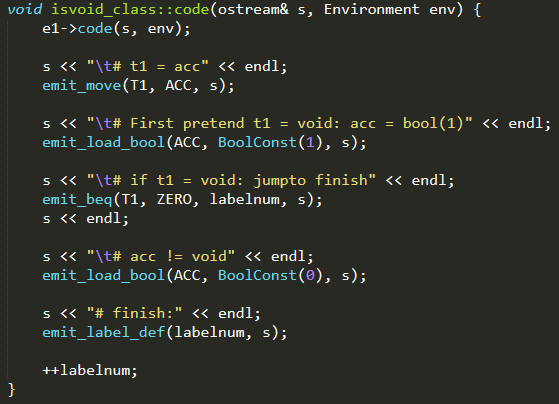 void isvoid_class::code(ostream& s, Environment env) {
    e1->code(s, env);

    s << "\t# t1 = acc" << endl;
    emit_move(T1, ACC, s);

    s << "\t# First pretend t1 = void: acc = bool(1)" << endl;
    emit_load_bool(ACC, BoolConst(1), s);

    s << "\t# if t1 = void: jumpto finish" << endl;
    emit_beq(T1, ZERO, labelnum, s);
    s << endl;

    s << "\t# acc != void" << endl;
    emit_load_bool(ACC, BoolConst(0), s);

    s << "# finish:" << endl;
    emit_label_def(labelnum, s);

    ++labelnum;
}